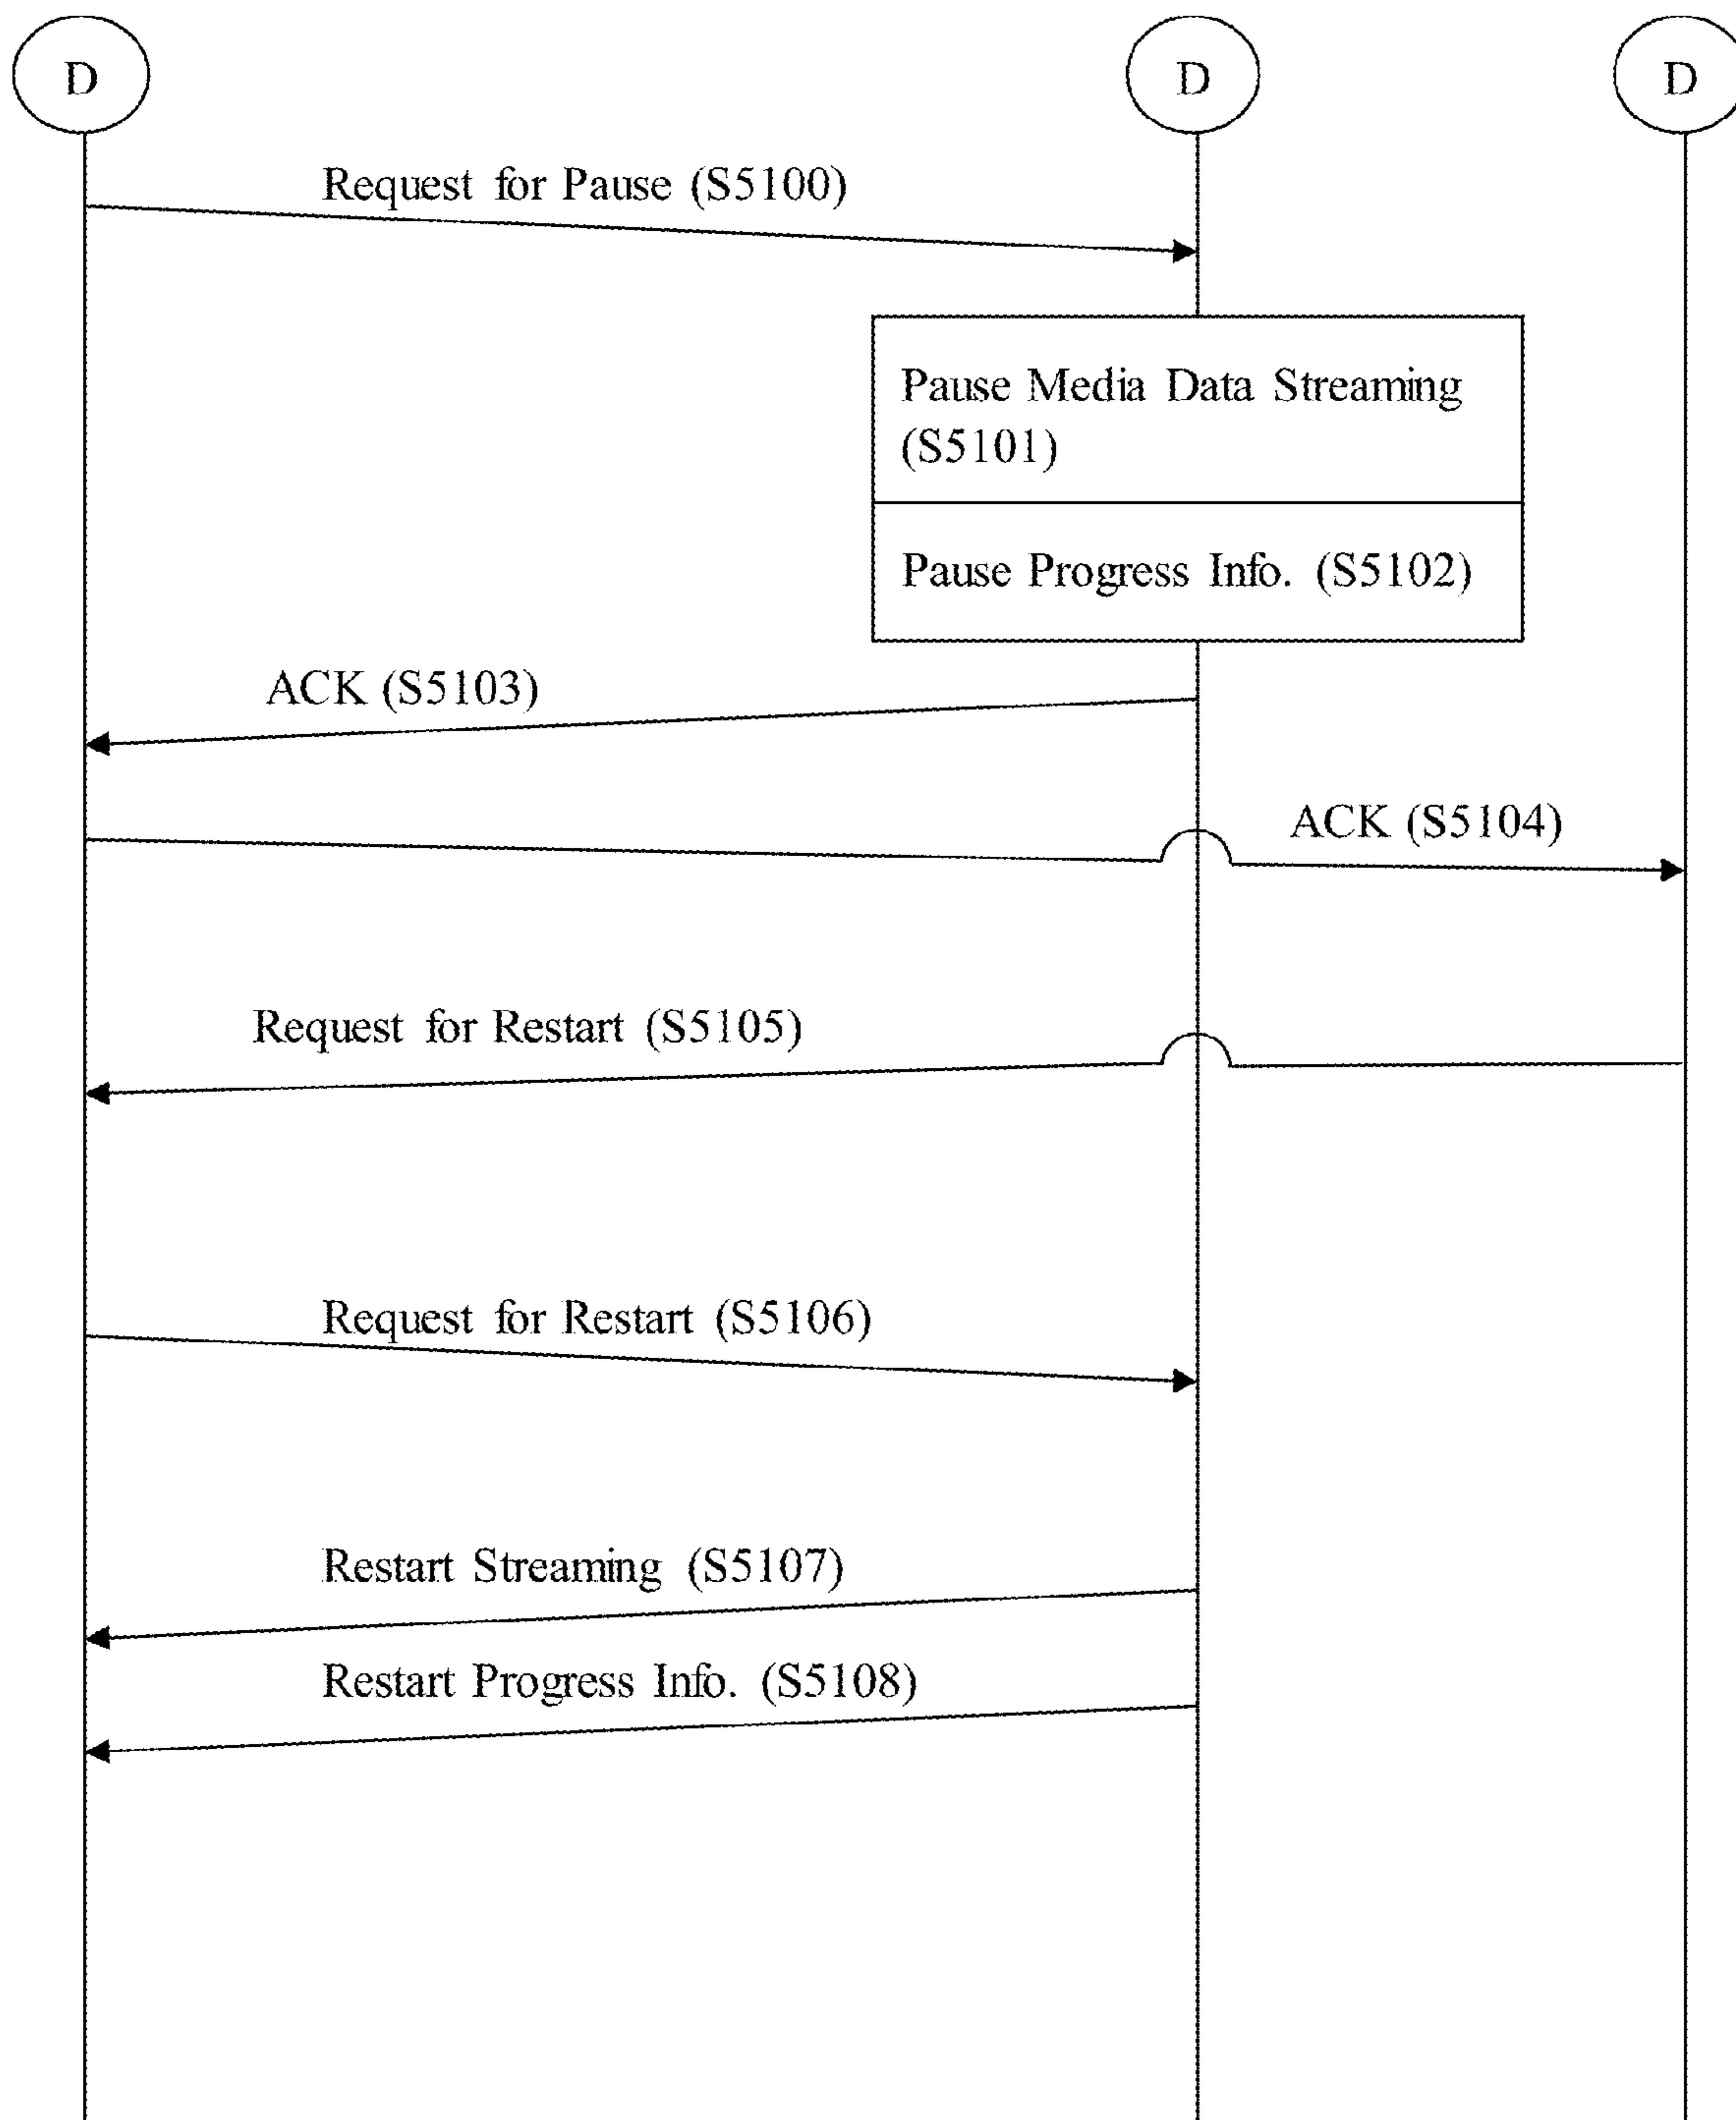 D
D
D
Request for Pause (S5100)
Pause Media Data Streaming
(S5101)
Pause Progress Info. (S5102)
ACK (S5103)
ACK (S5104)
Request for Restart (S5105)
Request for Restart (S5106)
Restart Streaming (S5107)
Restart Progress Info. (S5108)